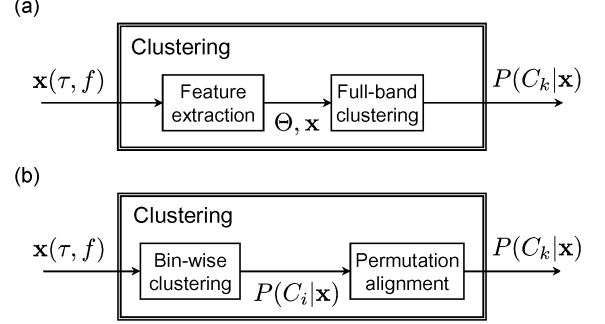 (a)
Clustering
x(τ, f)
Feature
extraction
Θ, x
Full-band
clustering
P(C_k|x)
(b)
Clustering
x(τ, f)
Bin-wise
clustering
P(C_i|x)
Permutation
alignment
P(C_k|x)